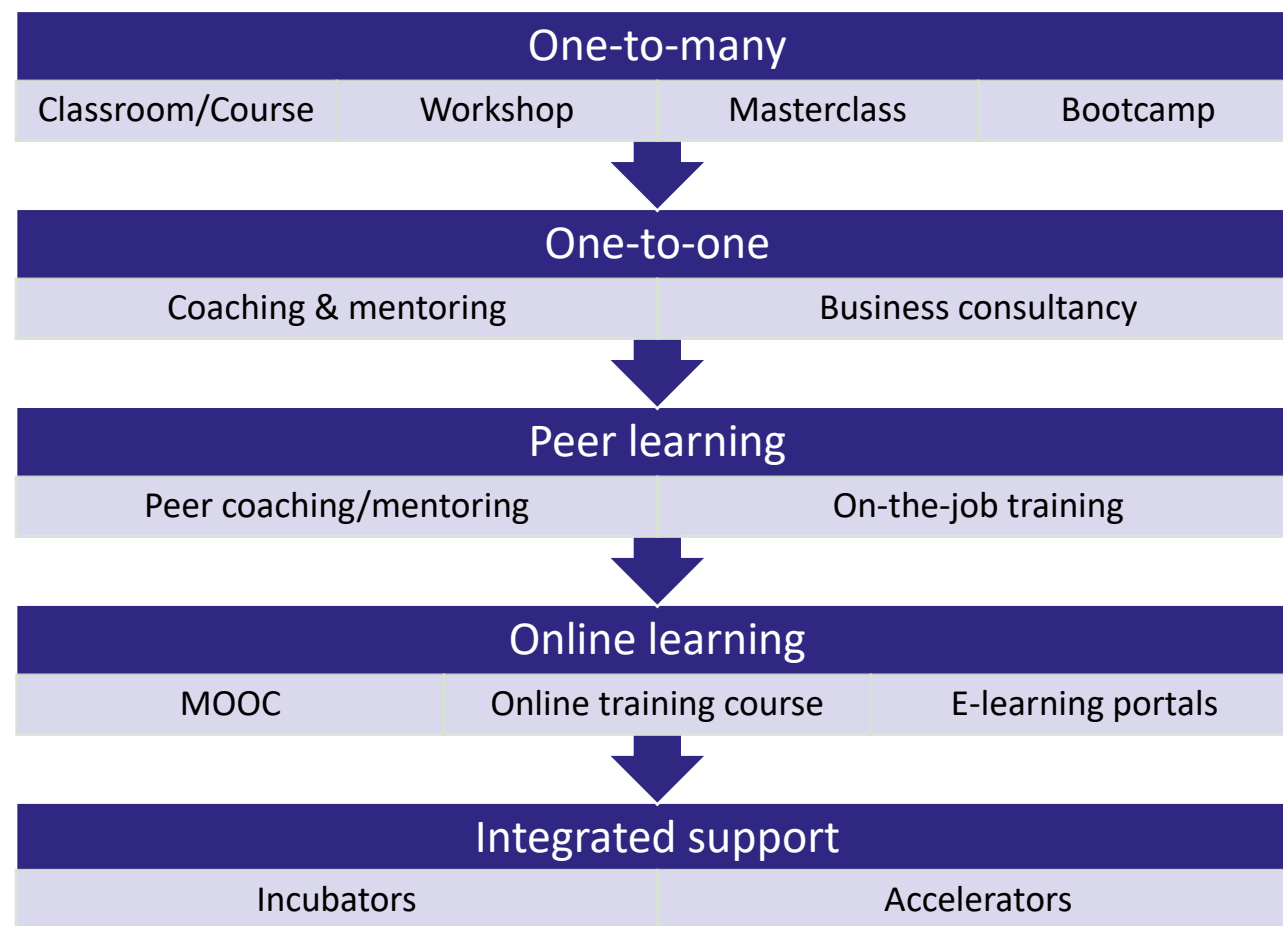 One-to-many
Classroom/Course Workshop Masterclass Bootcamp
One-to-one
Coaching & mentoring Business consultancy
Peer learning
Peer coaching/mentoring On-the-job training
Online learning
MOOC Online training course E-learning portals
Integrated support
Incubators Accelerators